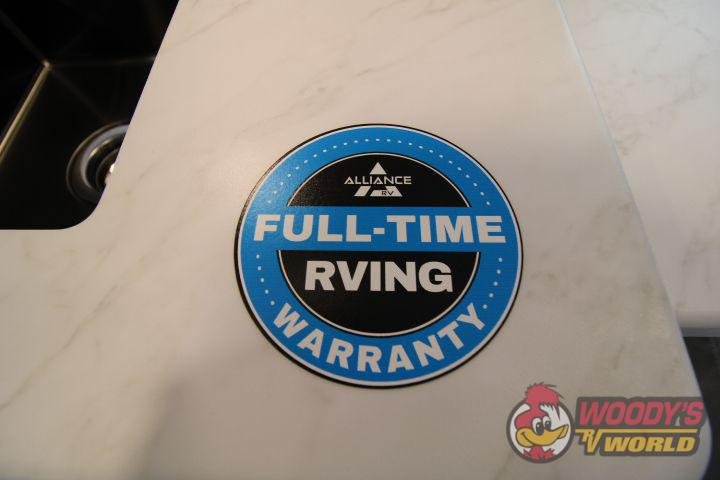 ALLIANCE
RV
FULL-TIME
RVING
WARRANTY
WOODY'S
RV WORLD